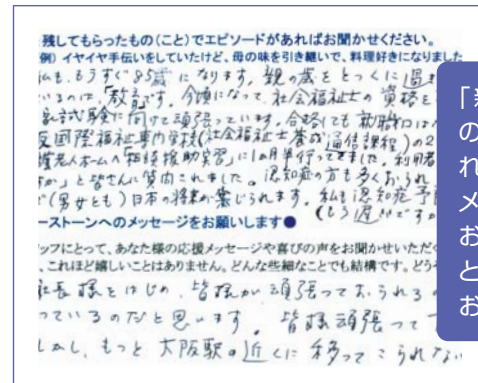 残してもらったもの(こと)でエピソードがあればお聞かせください。
例）イヤイヤ手伝いをしていたけど、母の味を引き継いで、料理好きになりました
私も、もうすぐ85歳になります。親の歳をとっくに過ぎ
いるのは、「教育」です。今頃になって社会福祉士の資格を
試験に向けて頑張っています。合格しても就職口は
国際福祉専門学校(社会福祉士養成通信課程)の2
護老人ホームへ「相談援助実習」に1ヵ月半行ってきました。利用者
か」と皆さんに質問されました。認知症の方も多くおられ
(男女とも)日本の将来が案じられます。私も認知症予
(もう遅いですか
ーストーンへのメッセージをお願いします●
ッフにとって、あなた様の応援メッセージや喜びの声をお聞かせいただく
、これほど嬉しいことはありません。どんな些細なことでも結構です。どうぞ
社長様をはじめ、皆様が頑張っておられる
っているのだと思います。皆様頑張って
しかし、もっと大阪駅の近くに移ってこられない
「親
の
れ
メ
お
と
お